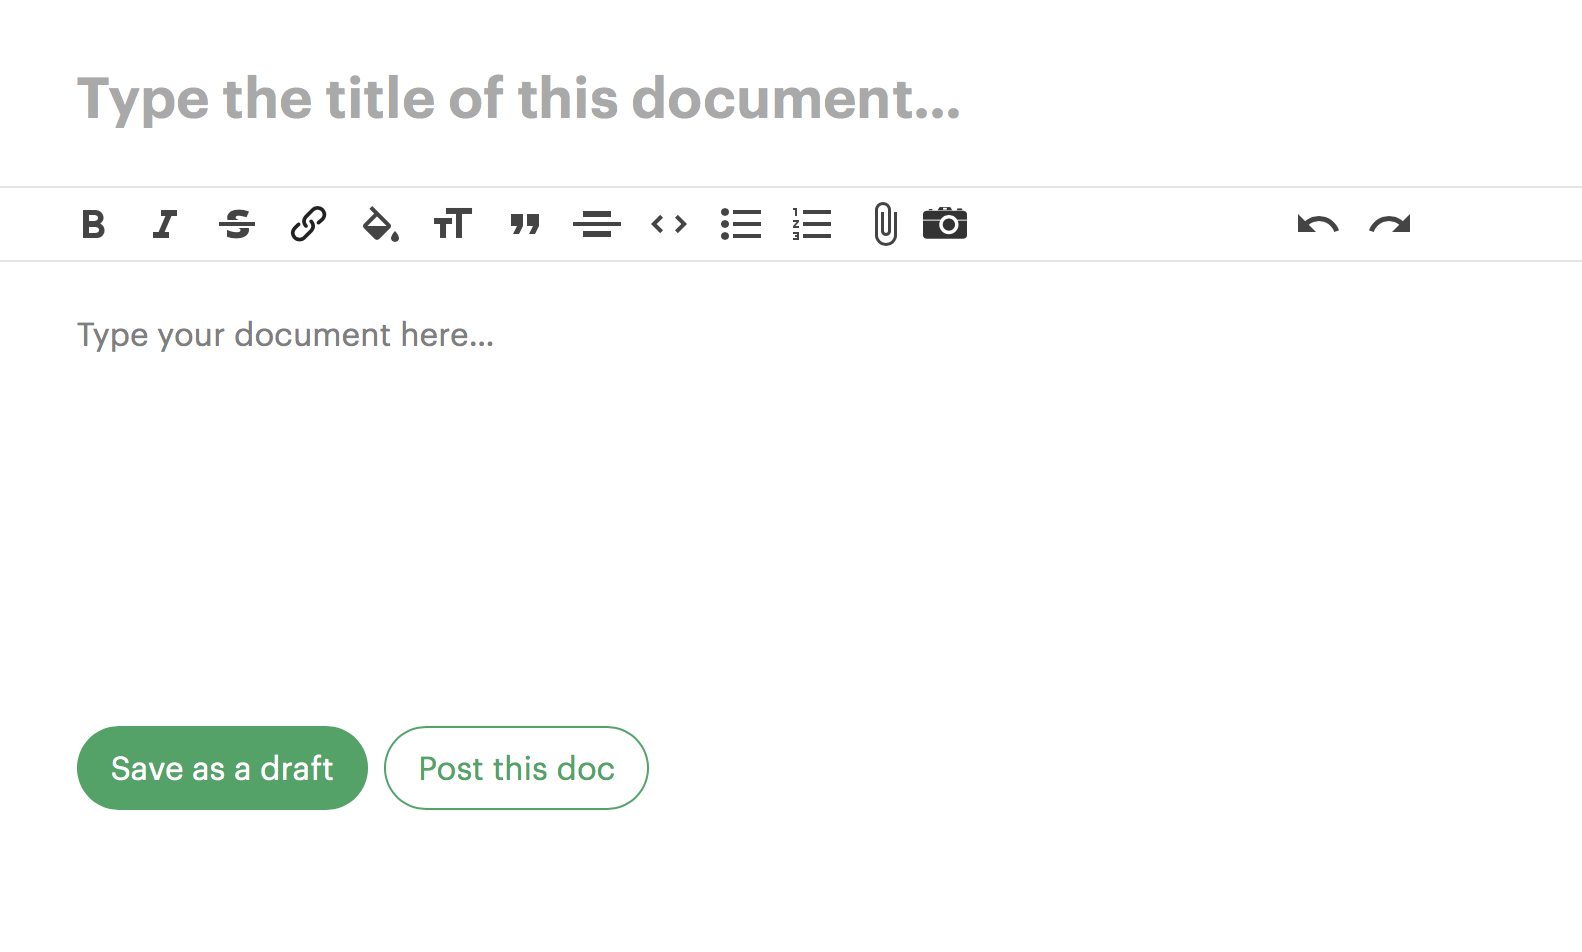 Type the title of this document...
Type your document here...
Save as a draft
Post this doc